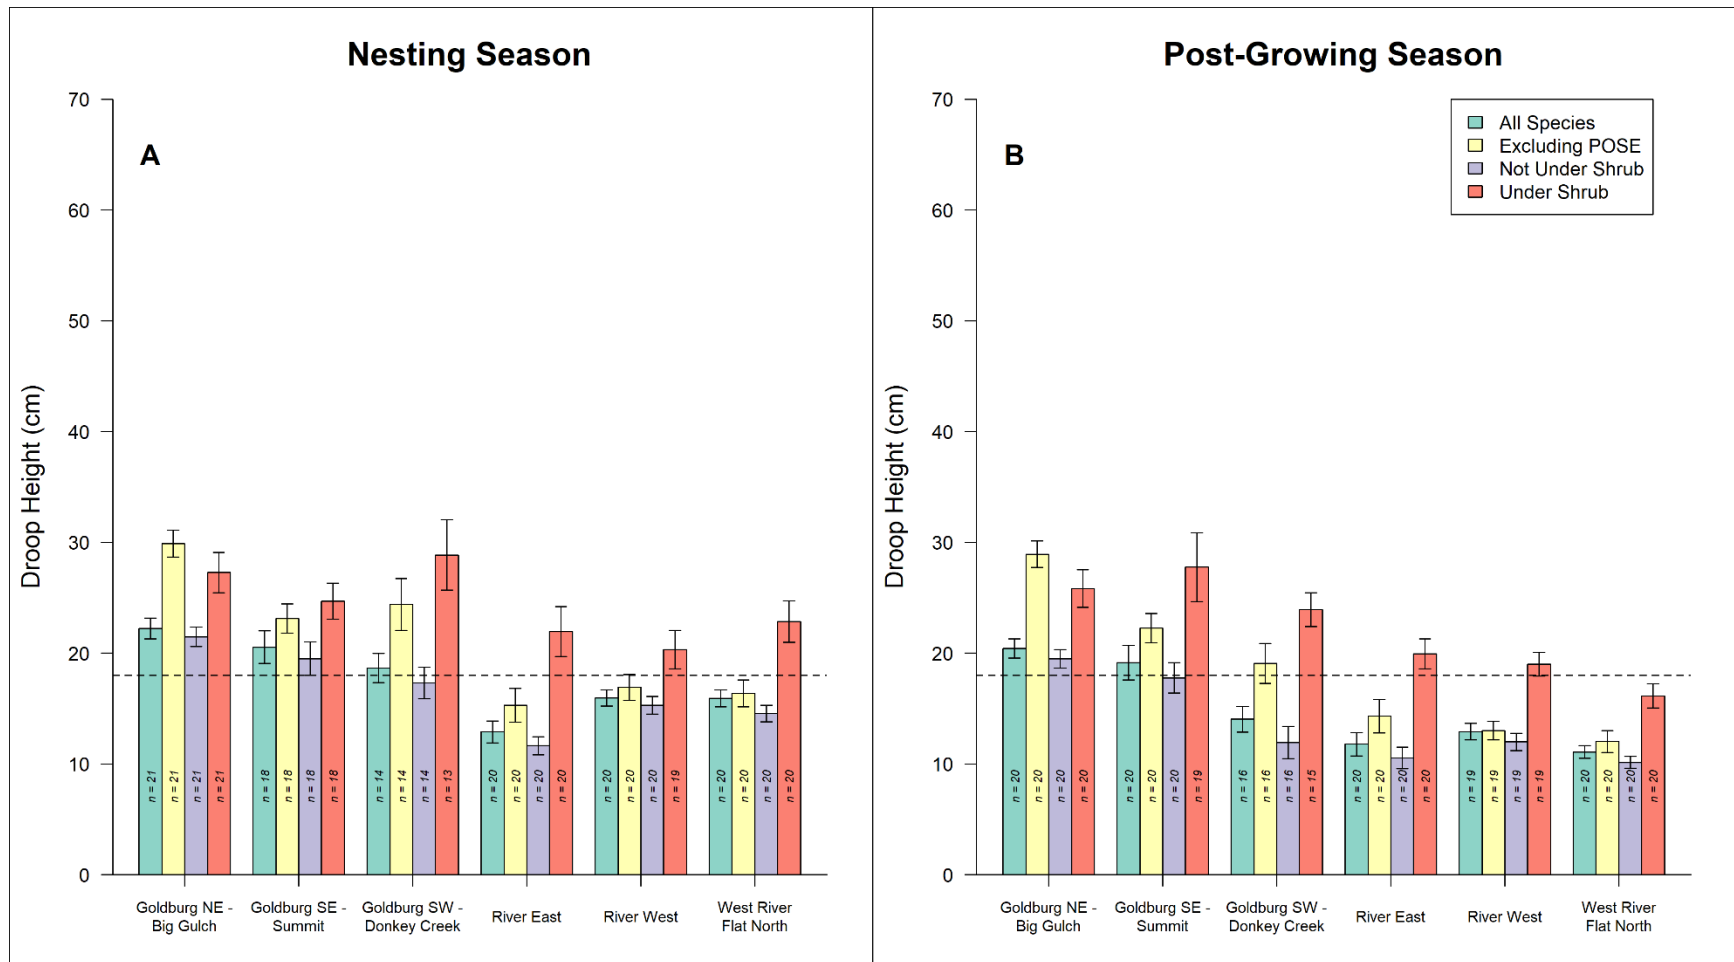 Nesting Season
A
Droop Height (cm)
70
60
50
40
30
20
10
0
n = 21
n = 21
n = 21
n = 21
n = 18
n = 18
n = 18
n = 18
n = 14
n = 14
n = 14
n = 13
n = 20
n = 20
n = 20
n = 20
n = 20
n = 20
n = 20
n = 19
n = 20
n = 20
n = 20
n = 20
Goldburg NE -
Big Gulch
Goldburg SE -
Summit
Goldburg SW -
Donkey Creek
River East
River West
West River
Flat North
Post-Growing Season
B
All Species
Excluding POSE
Not Under Shrub
Under Shrub
Droop Height (cm)
70
60
50
40
30
20
10
0
n = 20
n = 20
n = 20
n = 20
n = 20
n = 20
n = 20
n = 19
n = 16
n = 16
n = 16
n = 15
n = 20
n = 20
n = 20
n = 20
n = 19
n = 19
n = 19
n = 19
n = 20
n = 20
n = 20
n = 20
Goldburg NE -
Big Gulch
Goldburg SE -
Summit
Goldburg SW -
Donkey Creek
River East
River West
West River
Flat North